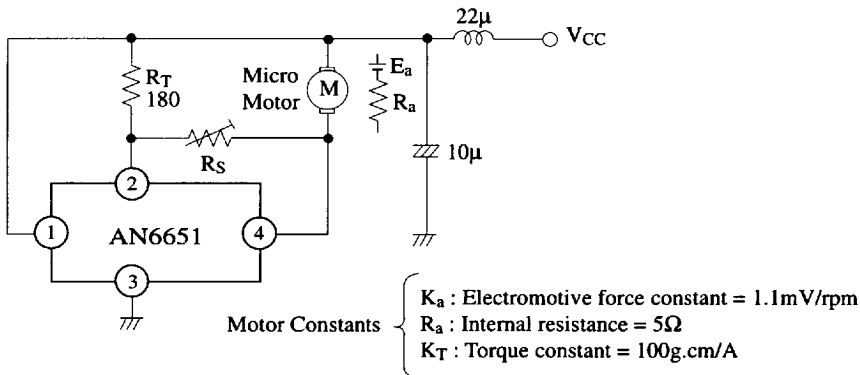 22µ
VCC
RT
180
Micro
Motor
M
Ea
Ra
RS
10µ
2
1
AN6651
4
3
Motor Constants
Ka : Electromotive force constant = 1.1mV/rpm
Ra : Internal resistance = 5Ω
KT : Torque constant = 100g.cm/A